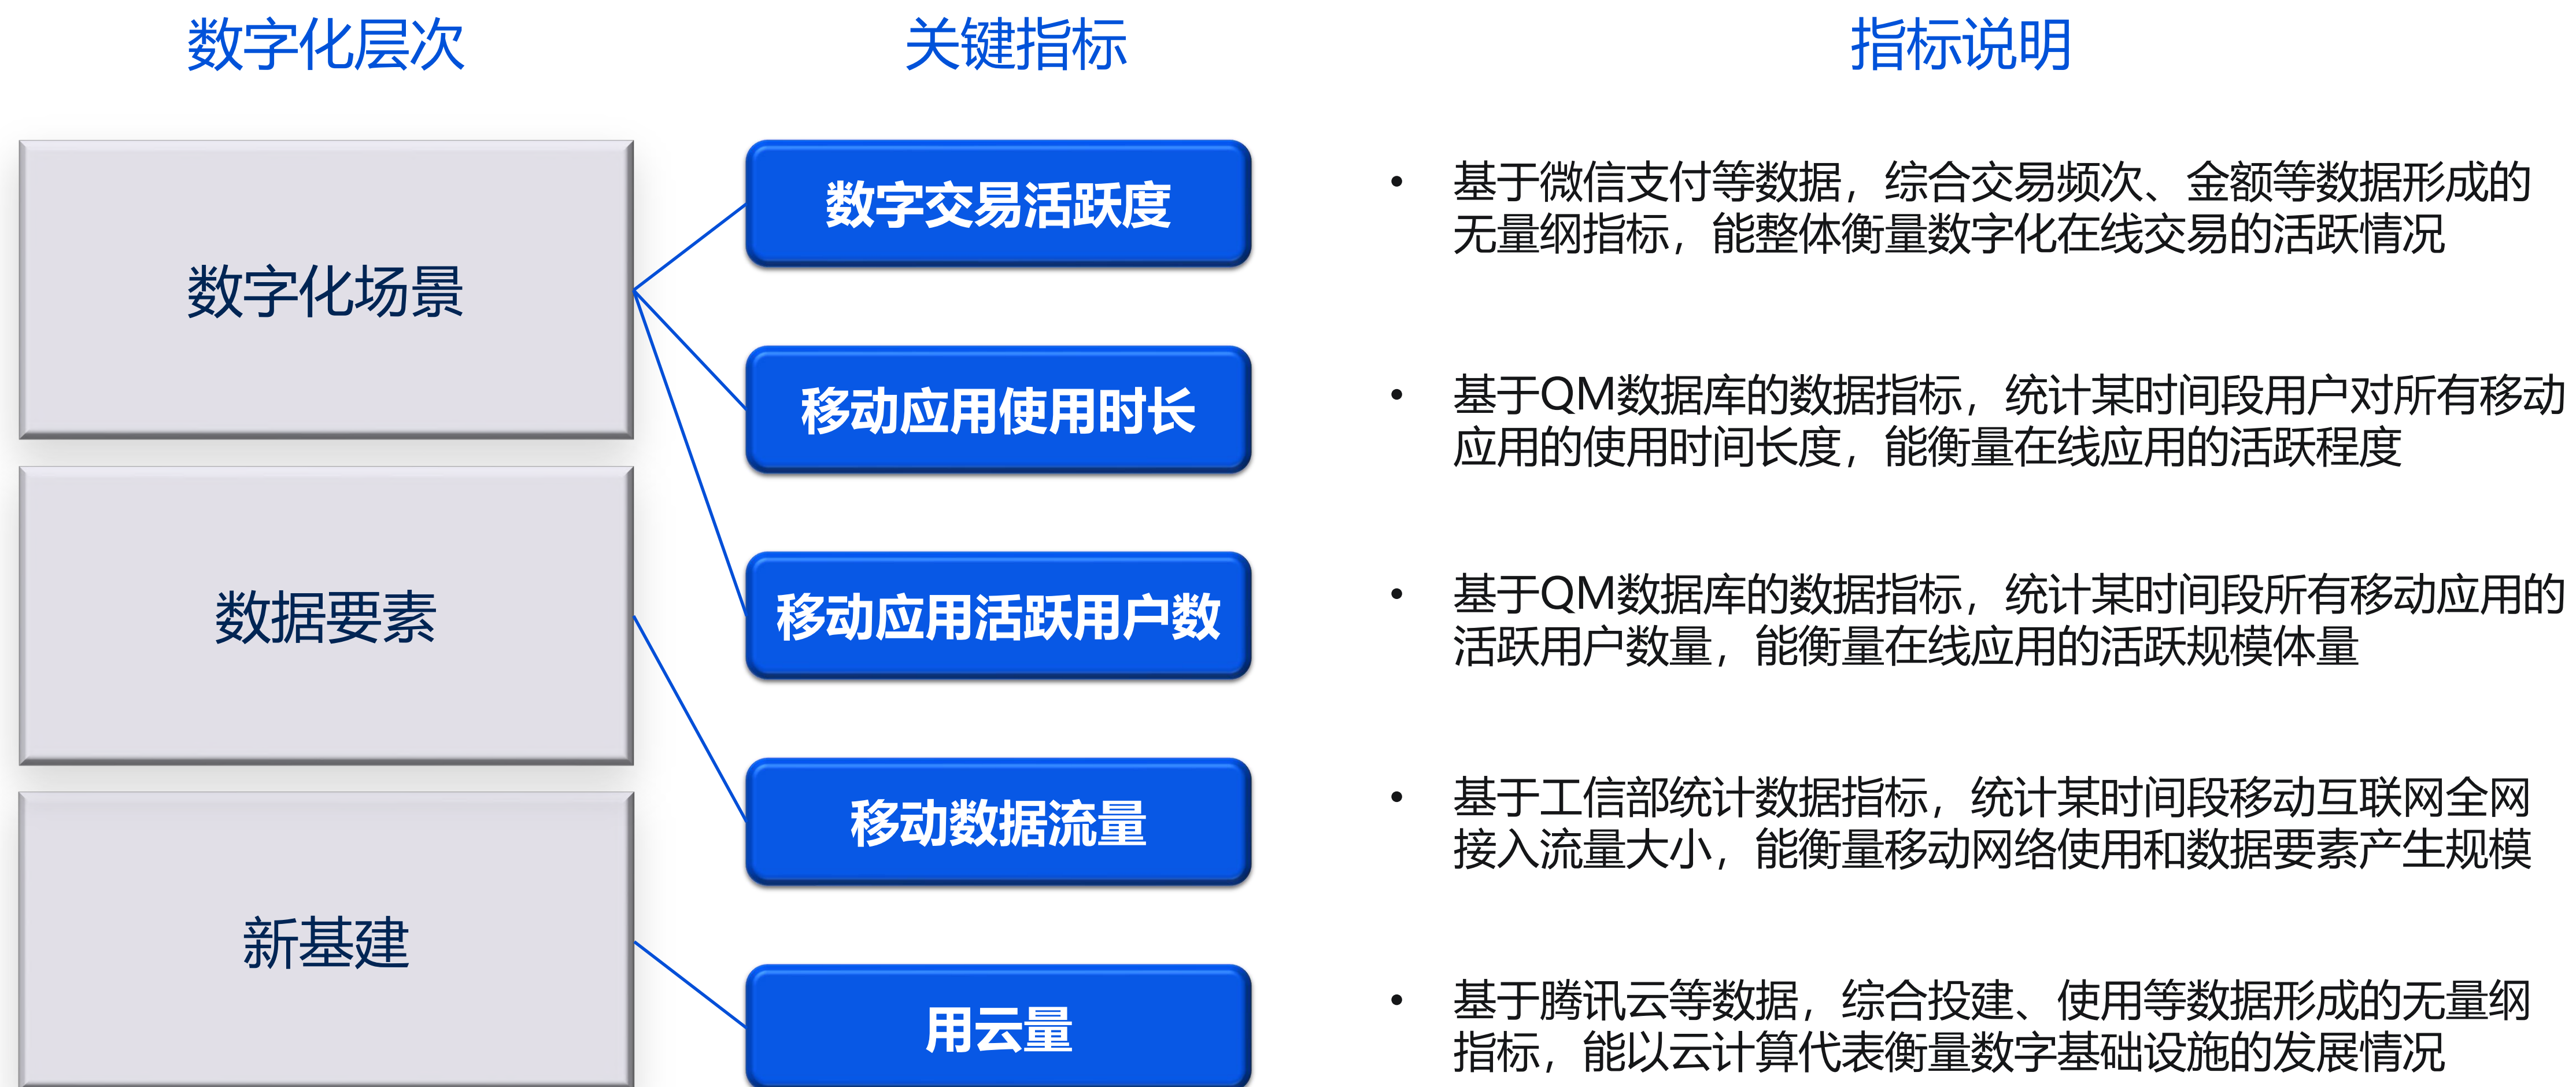 数字化层次
关键指标
指标说明
数字化场景
数据要素
新基建
数字交易活跃度
移动应用使用时长
移动应用活跃用户数
移动数据流量
用云量
• 基于微信支付等数据，综合交易频次、金额等数据形成的
无量纲指标，能整体衡量数字化在线交易的活跃情况
• 基于QM数据库的数据指标，统计某时间段用户对所有移动
应用的使用时间长度，能衡量在线应用的活跃程度
• 基于QM数据库的数据指标，统计某时间段所有移动应用的
活跃用户数量，能衡量在线应用的活跃规模体量
• 基于工信部统计数据指标，统计某时间段移动互联网全网
接入流量大小，能衡量移动网络使用和数据要素产生规模
• 基于腾讯云等数据，综合投建、使用等数据形成的无量纲
指标，能以云计算代表衡量数字基础设施的发展情况